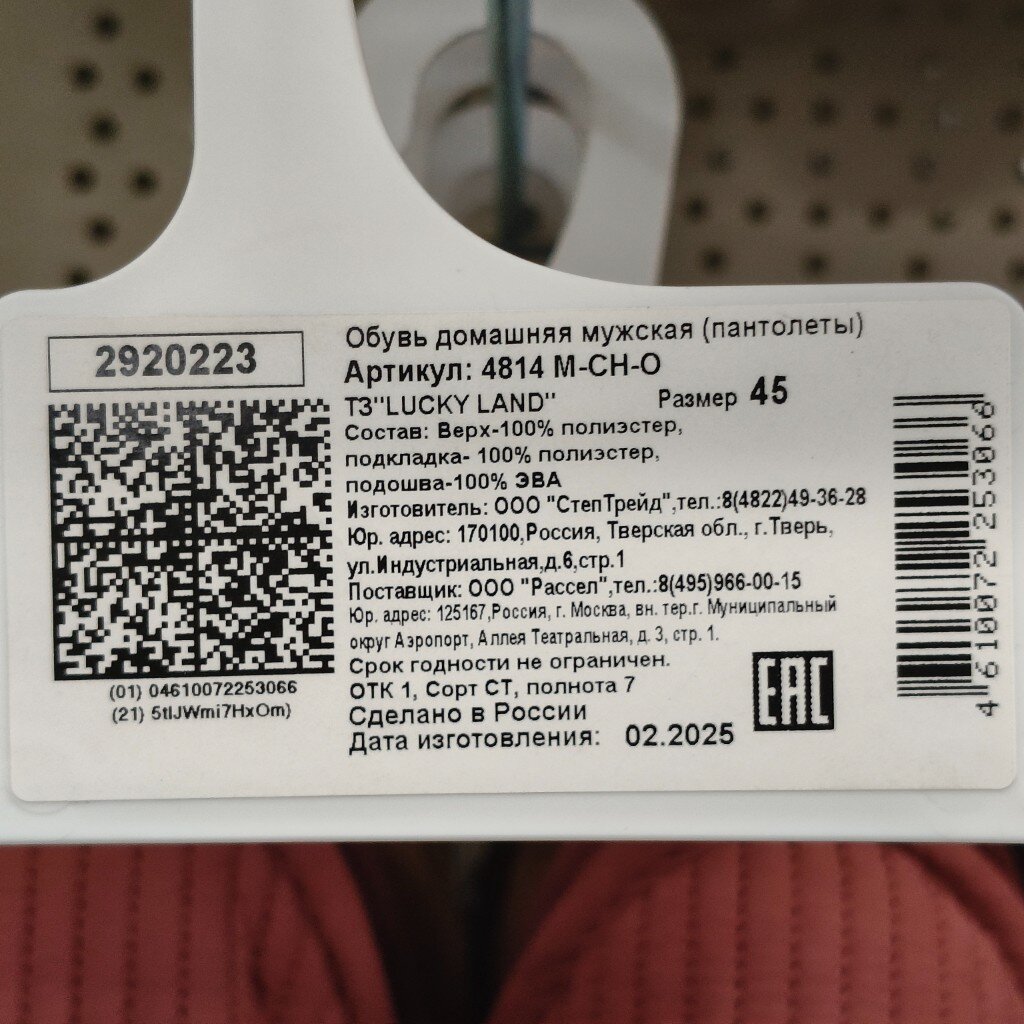 2920223
(01) 04610072253066
(21) 5tIJWmi7HxOm)
Обувь домашняя мужская (пантолеты)
Артикул: 4814 М-СН-О
ТЗ"LUCKY LAND" Размер 45
Состав: Верх-100% полиэстер,
подкладка- 100% полиэстер,
подошва-100% ЭВА
Изготовитель: ООО "СтепТрейд",тел.:8(4822)49-36-28
Юр. адрес: 170100,Россия, Тверская обл., г.Тверь,
ул.Индустриальная,д.6,стр.1
Поставщик: ООО "Рассел",тел.:8(495)966-00-15
Юр. адрес: 125167,Россия, г. Москва, вн. тер.г. Муниципальный
округ Аэропорт, Аллея Театральная, д. 3, стр. 1.
Срок годности не ограничен.
ОТК 1, Сорт СТ, полнота 7
Сделано в России
Дата изготовления: 02.2025
EAC
4 610072 253066